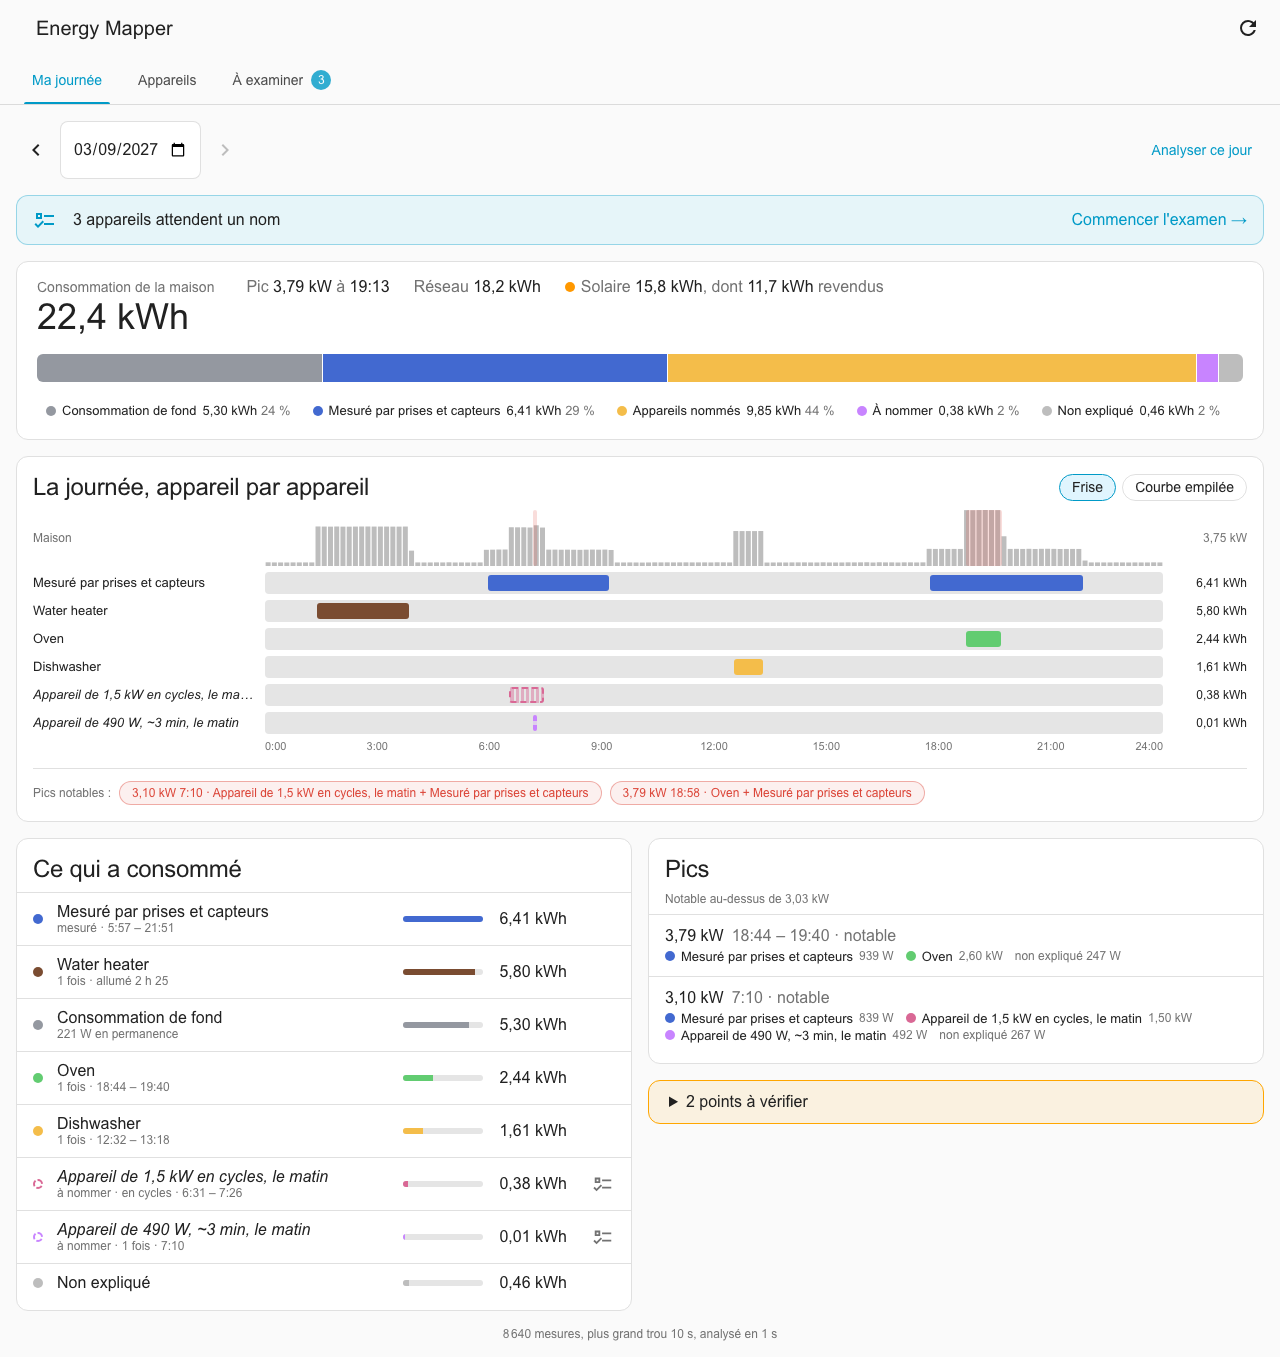 Energy Mapper
Ma journée
Appareils
À examiner 3
03/09/2027
Analyser ce jour
3 appareils attendent un nom
Commencer l'examen →
Consommation de la maison
22,4 kWh
Pic 3,79 kW à 19:13
Réseau 18,2 kWh
Solaire 15,8 kWh, dont 11,7 kWh revendus
Consommation de fond 5,30 kWh 24 %
Mesuré par prises et capteurs 6,41 kWh 29 %
Appareils nommés 9,85 kWh 44 %
À nommer 0,38 kWh 2 %
Non expliqué 0,46 kWh 2 %
La journée, appareil par appareil
Frise
Courbe empilée
Maison 3,75 kW
Mesuré par prises et capteurs 6,41 kWh
Water heater 5,80 kWh
Oven 2,44 kWh
Dishwasher 1,61 kWh
Appareil de 1,5 kW en cycles, le ma… 0,38 kWh
Appareil de 490 W, ~3 min, le matin 0,01 kWh
0:00 3:00 6:00 9:00 12:00 15:00 18:00 21:00 24:00
Pics notables :
3,10 kW 7:10 · Appareil de 1,5 kW en cycles, le matin + Mesuré par prises et capteurs
3,79 kW 18:58 · Oven + Mesuré par prises et capteurs
Ce qui a consommé
Mesuré par prises et capteurs
mesuré · 5:57 – 21:51
6,41 kWh
Water heater
1 fois · allumé 2 h 25
5,80 kWh
Consommation de fond
221 W en permanence
5,30 kWh
Oven
1 fois · 18:44 – 19:40
2,44 kWh
Dishwasher
1 fois · 12:32 – 13:18
1,61 kWh
Appareil de 1,5 kW en cycles, le matin
à nommer · en cycles · 6:31 – 7:26
0,38 kWh
Appareil de 490 W, ~3 min, le matin
à nommer · 1 fois · 7:10
0,01 kWh
Non expliqué
0,46 kWh
Pics
Notable au-dessus de 3,03 kW
3,79 kW 18:44 – 19:40 · notable
Mesuré par prises et capteurs 939 W Oven 2,60 kW non expliqué 247 W
3,10 kW 7:10 · notable
Mesuré par prises et capteurs 839 W Appareil de 1,5 kW en cycles, le matin 1,50 kW
Appareil de 490 W, ~3 min, le matin 492 W non expliqué 267 W
2 points à vérifier
8 640 mesures, plus grand trou 10 s, analysé en 1 s